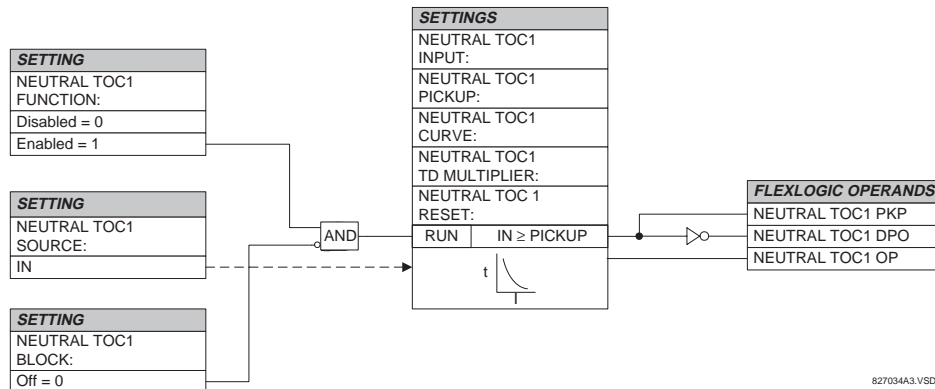 SETTING
NEUTRAL TOC1
FUNCTION:
Disabled = 0
Enabled = 1
SETTING
NEUTRAL TOC1
SOURCE:
IN
SETTING
NEUTRAL TOC1
BLOCK:
Off = 0
AND
SETTINGS
NEUTRAL TOC1
INPUT:
NEUTRAL TOC1
PICKUP:
NEUTRAL TOC1
CURVE:
NEUTRAL TOC1
TD MULTIPLIER:
NEUTRAL TOC 1
RESET:
RUN IN ≥ PICKUP
t
I
FLEXLOGIC OPERANDS
NEUTRAL TOC1 PKP
NEUTRAL TOC1 DPO
NEUTRAL TOC1 OP
827034A3.VSD